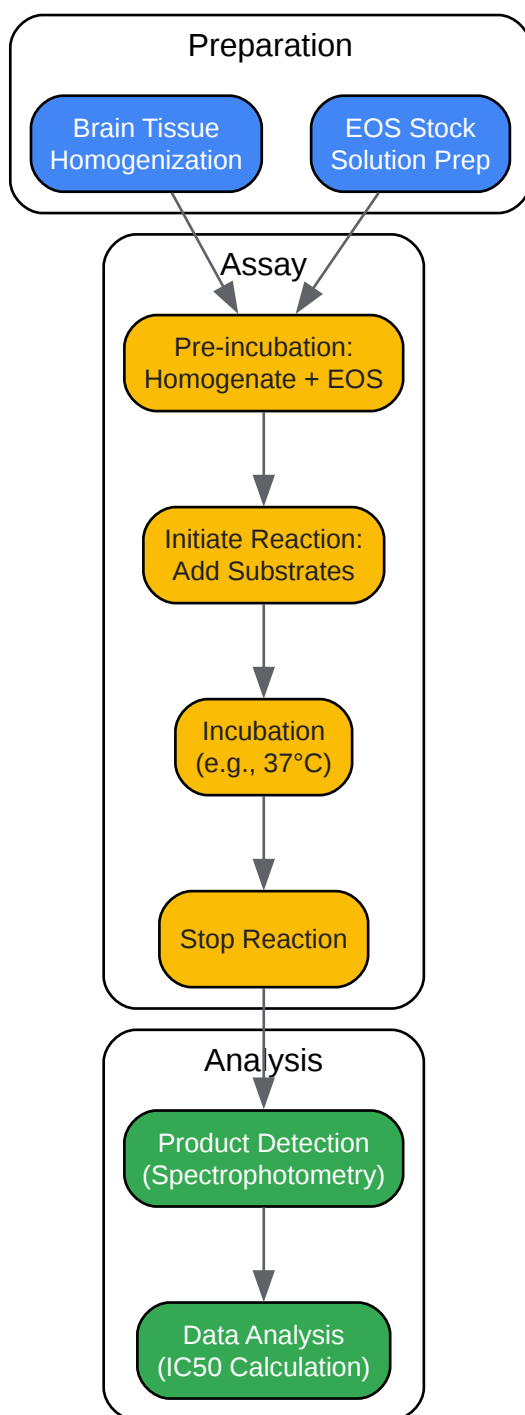 Preparation
Brain Tissue
Homogenization
EOS Stock
Solution Prep
Assay
Pre-incubation:
Homogenate + EOS
Initiate Reaction:
Add Substrates
Incubation
(e.g., 37°C)
Stop Reaction
Analysis
Product Detection
(Spectrophotometry)
Data Analysis
(IC50 Calculation)